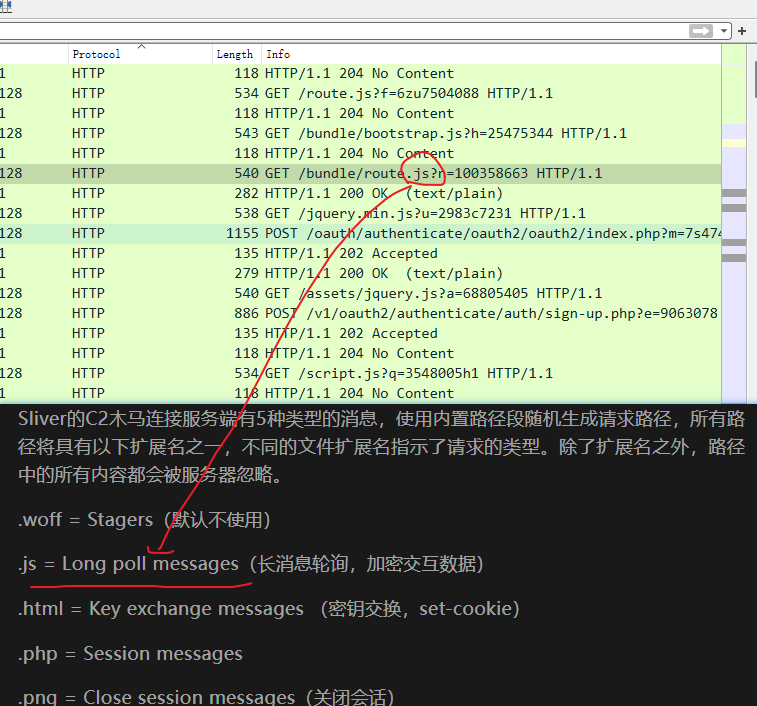 Protocol Length Info
1 HTTP 118 HTTP/1.1 204 No Content
128 HTTP 534 GET /route.js?f=6zu7504088 HTTP/1.1
1 HTTP 118 HTTP/1.1 204 No Content
128 HTTP 543 GET /bundle/bootstrap.js?h=25475344 HTTP/1.1
1 HTTP 118 HTTP/1.1 204 No Content
128 HTTP 540 GET /bundle/route.js?r=100358663 HTTP/1.1
1 HTTP 282 HTTP/1.1 200 OK (text/plain)
128 HTTP 538 GET /jquery.min.js?u=2983c7231 HTTP/1.1
128 HTTP 1155 POST /oauth/authenticate/oauth2/oauth2/index.php?m=7s474
1 HTTP 135 HTTP/1.1 202 Accepted
1 HTTP 279 HTTP/1.1 200 OK (text/plain)
128 HTTP 540 GET /assets/jquery.js?a=68805405 HTTP/1.1
128 HTTP 886 POST /v1/oauth2/authenticate/auth/sign-up.php?e=9063078
1 HTTP 135 HTTP/1.1 202 Accepted
1 HTTP 118 HTTP/1.1 204 No Content
128 HTTP 534 GET /script.js?q=3548005h1 HTTP/1.1
1 HTTP 118 HTTP/1.1 204 No Content
Sliver的C2木马连接服务端有5种类型的消息，使用内置路径段随机生成请求路径，所有路
径将具有以下扩展名之一，不同的文件扩展名指示了请求的类型。除了扩展名之外，路径
中的所有内容都会被服务器忽略。
.woff = Stagers（默认不使用）
.js = Long poll messages（长消息轮询，加密交互数据）
.html = Key exchange messages （密钥交换，set-cookie）
.php = Session messages
.png = Close session messages（关闭会话）